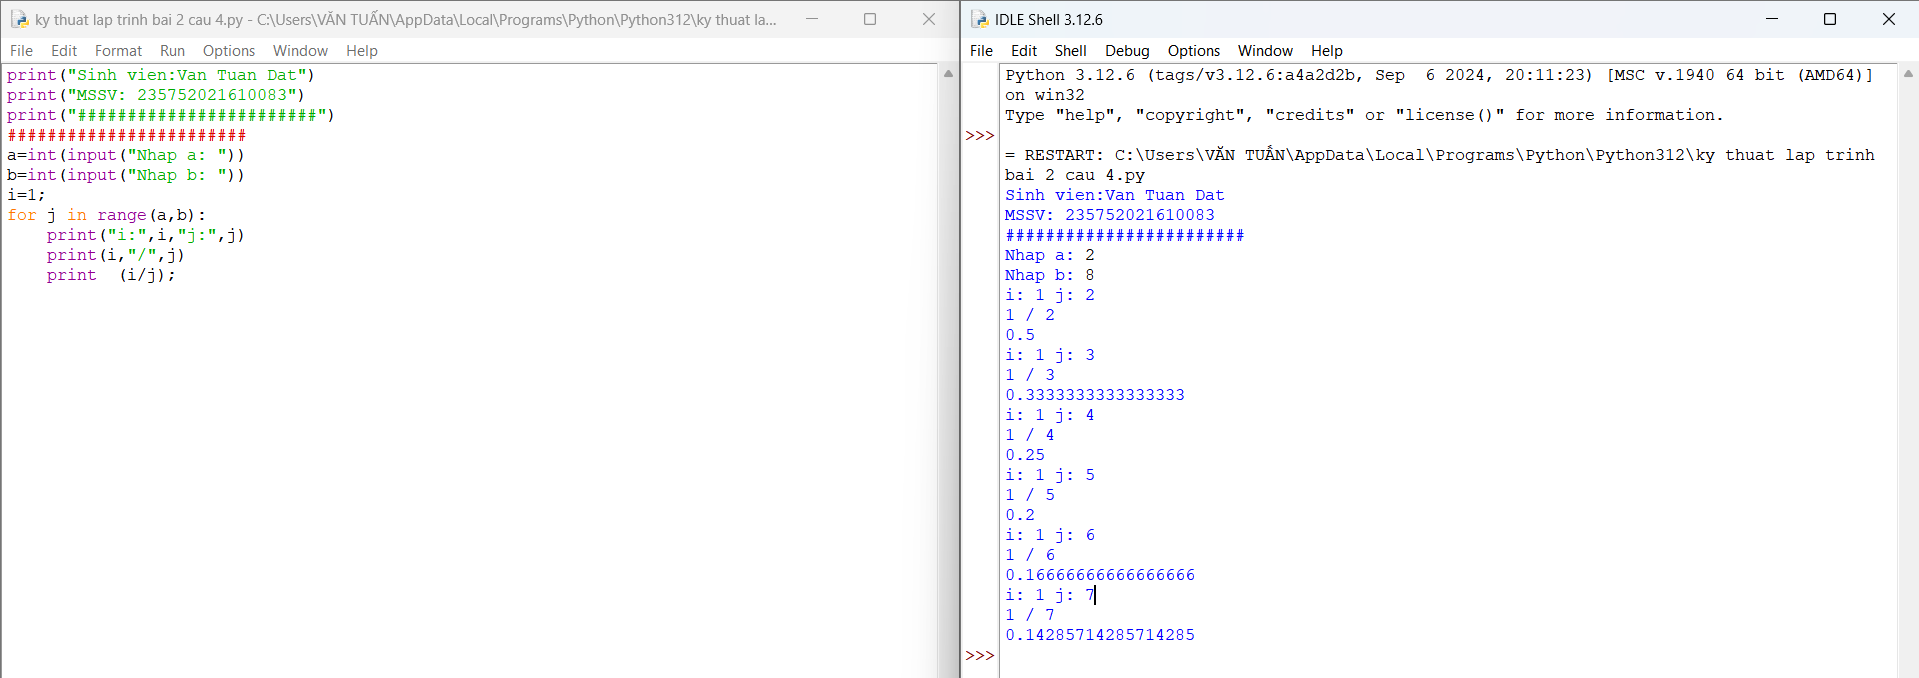 ky thuat lap trinh bai 2 cau 4.py - C:\Users\VĂN TUẤN\AppData\Local\Programs\Python\Python312\ky thuat la...
File Edit Format Run Options Window Help
print("Sinh vien:Van Tuan Dat")
print("MSSV: 235752021610083")
print("########################")
########################
a=int(input("Nhap a: "))
b=int(input("Nhap b: "))
i=1;
for j in range(a,b):
    print("i:",i,"j:",j)
    print(i,"/",j)
    print  (i/j);
IDLE Shell 3.12.6
File Edit Shell Debug Options Window Help
Python 3.12.6 (tags/v3.12.6:a4a2d2b, Sep  6 2024, 20:11:23) [MSC v.1940 64 bit (AMD64)]
on win32
Type "help", "copyright", "credits" or "license()" for more information.
>>>
= RESTART: C:\Users\VĂN TUẤN\AppData\Local\Programs\Python\Python312\ky thuat lap trinh
bai 2 cau 4.py
Sinh vien:Van Tuan Dat
MSSV: 235752021610083
########################
Nhap a: 2
Nhap b: 8
i: 1 j: 2
1 / 2
0.5
i: 1 j: 3
1 / 3
0.3333333333333333
i: 1 j: 4
1 / 4
0.25
i: 1 j: 5
1 / 5
0.2
i: 1 j: 6
1 / 6
0.16666666666666666
i: 1 j: 7
1 / 7
0.14285714285714285
>>>